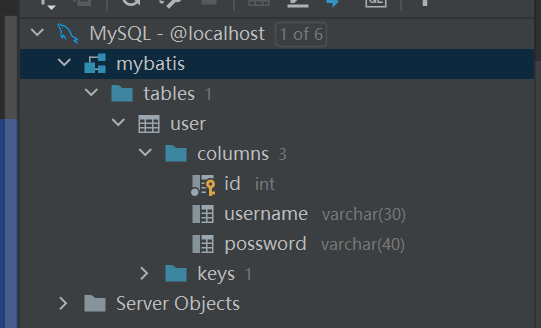 MySQL - @localhost 1 of 6
mybatis
tables 1
user
columns 3
id int
username varchar(30)
possword varchar(40)
keys 1
Server Objects